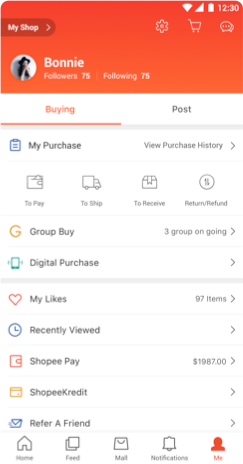 12:30
My Shop >
Bonnie
Followers 75 | Following 75
Buying Post
My Purchase View Purchase History >
To Pay To Ship To Receive Return/Refund
Group Buy 3 group on going >
Digital Purchase >
My Likes 97 Items >
Recently Viewed >
Shopee Pay $1987.00 >
ShopeeKredit >
Refer A Friend >
Home Feed Mall Notifications Me